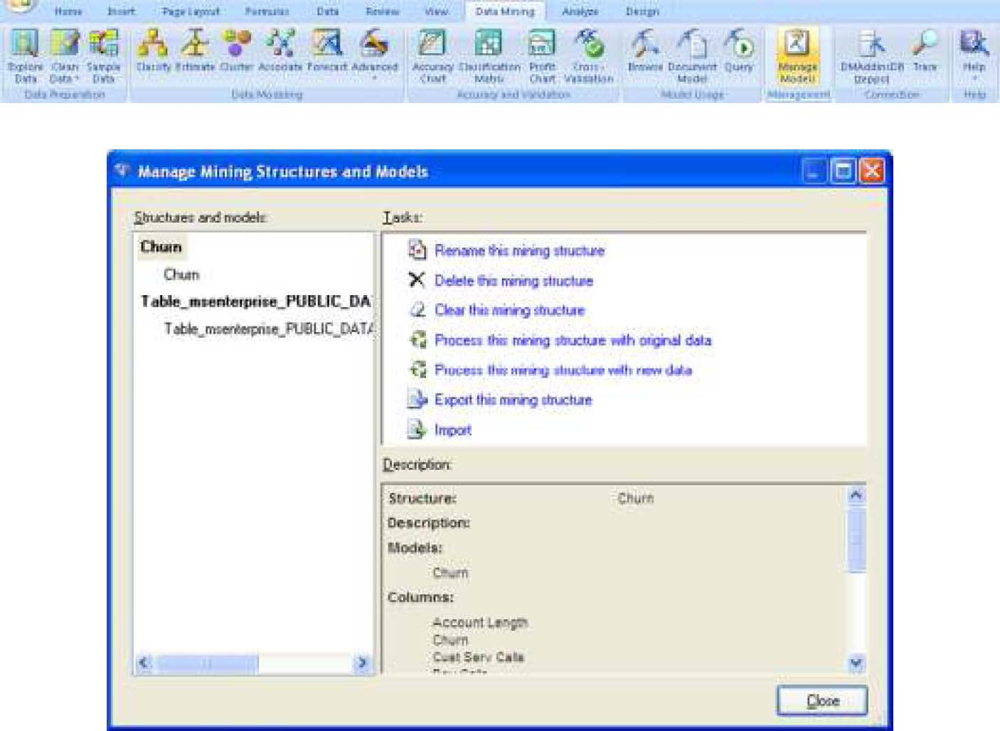 Home Insert Page Layout Formulas Data Review View Data Mining Analyze Design
Explore Data Clean Data Sample Data Classify Estimate Cluster Associate Forecast Advanced Accuracy Chart Classification Matrix Profit Chart Cross-Validation Browse Document Model Query Manage Models DMAddinsDB Trace Help
Data Preparation Data Modeling Accuracy and Validation Model Usage Management Connection Help
Manage Mining Structures and Models
Structures and models:
Churn
Churn
Table_msenterprise_PUBLIC_DA
Table_msenterprise_PUBLIC_DATA
Tasks:
Rename this mining structure
Delete this mining structure
Clear this mining structure
Process this mining structure with original data
Process this mining structure with new data
Export this mining structure
Import
Description:
Structure: Churn
Description:
Models:
Churn
Columns:
Account Length
Churn
Cust Serv Calls
Close